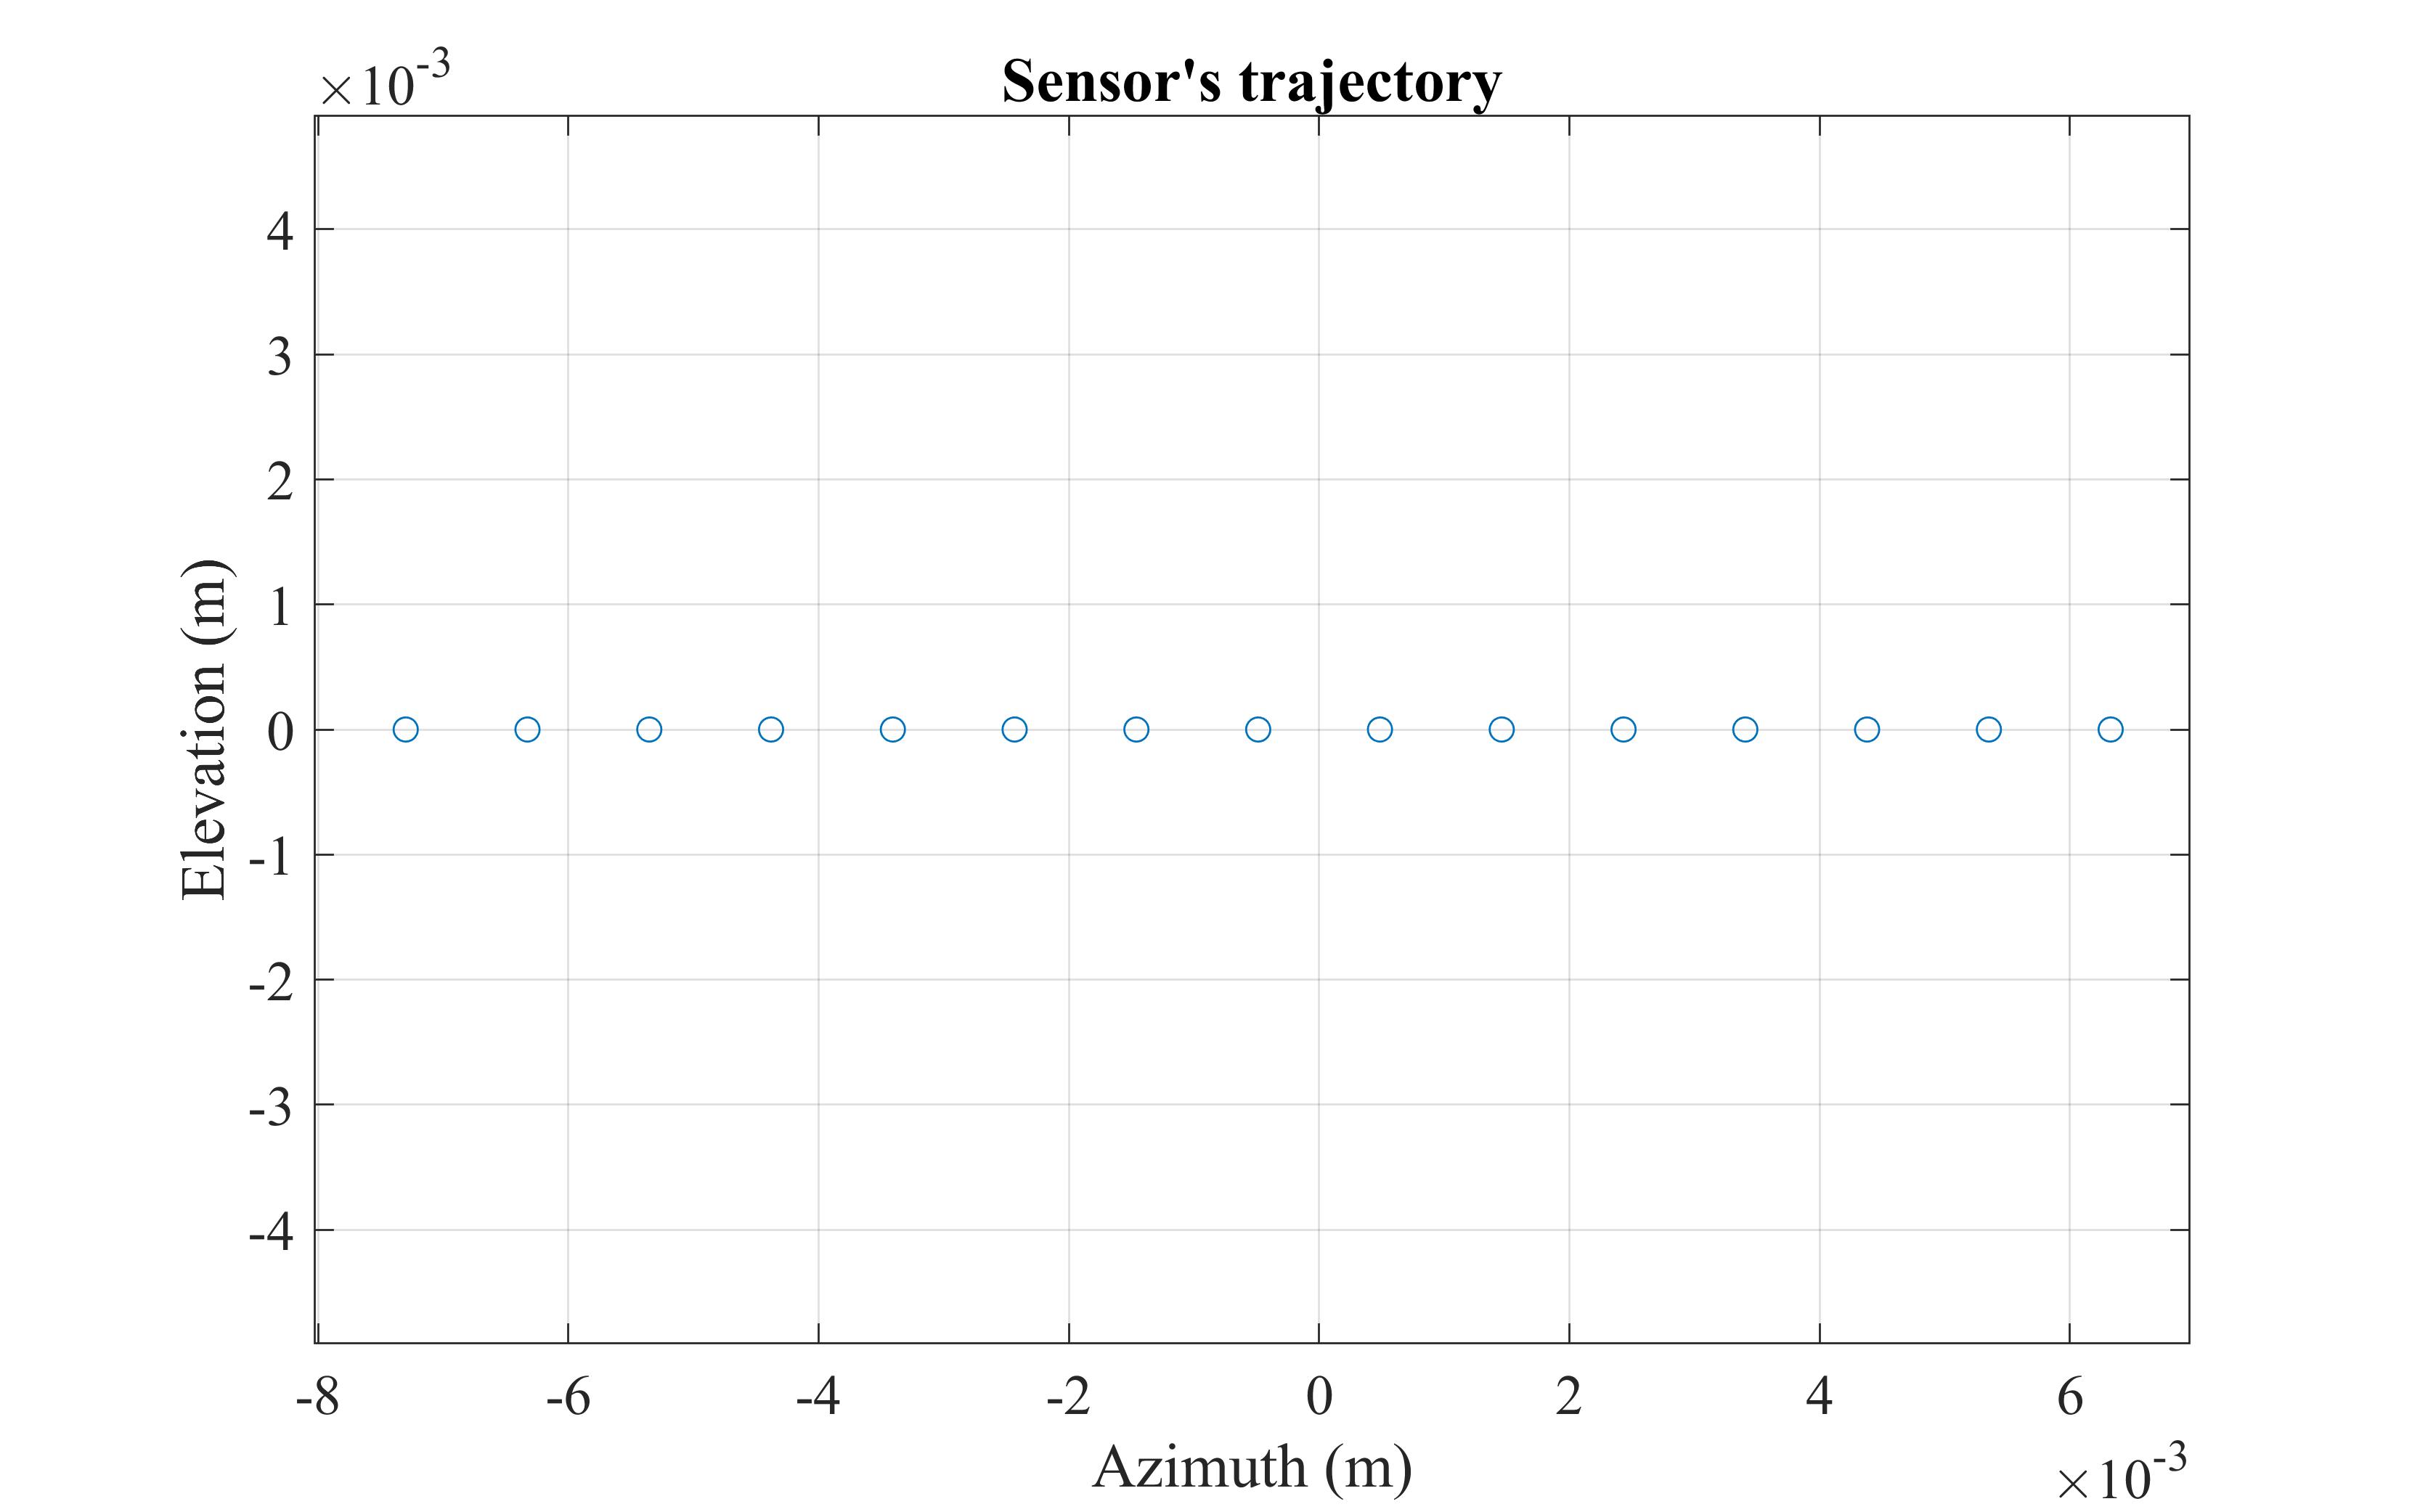 ×10-3
Sensor's trajectory
4
3
2
1
0
-1
-2
-3
-4
Elevation (m)
-8 -6 -4 -2 0 2 4 6
Azimuth (m)
×10-3